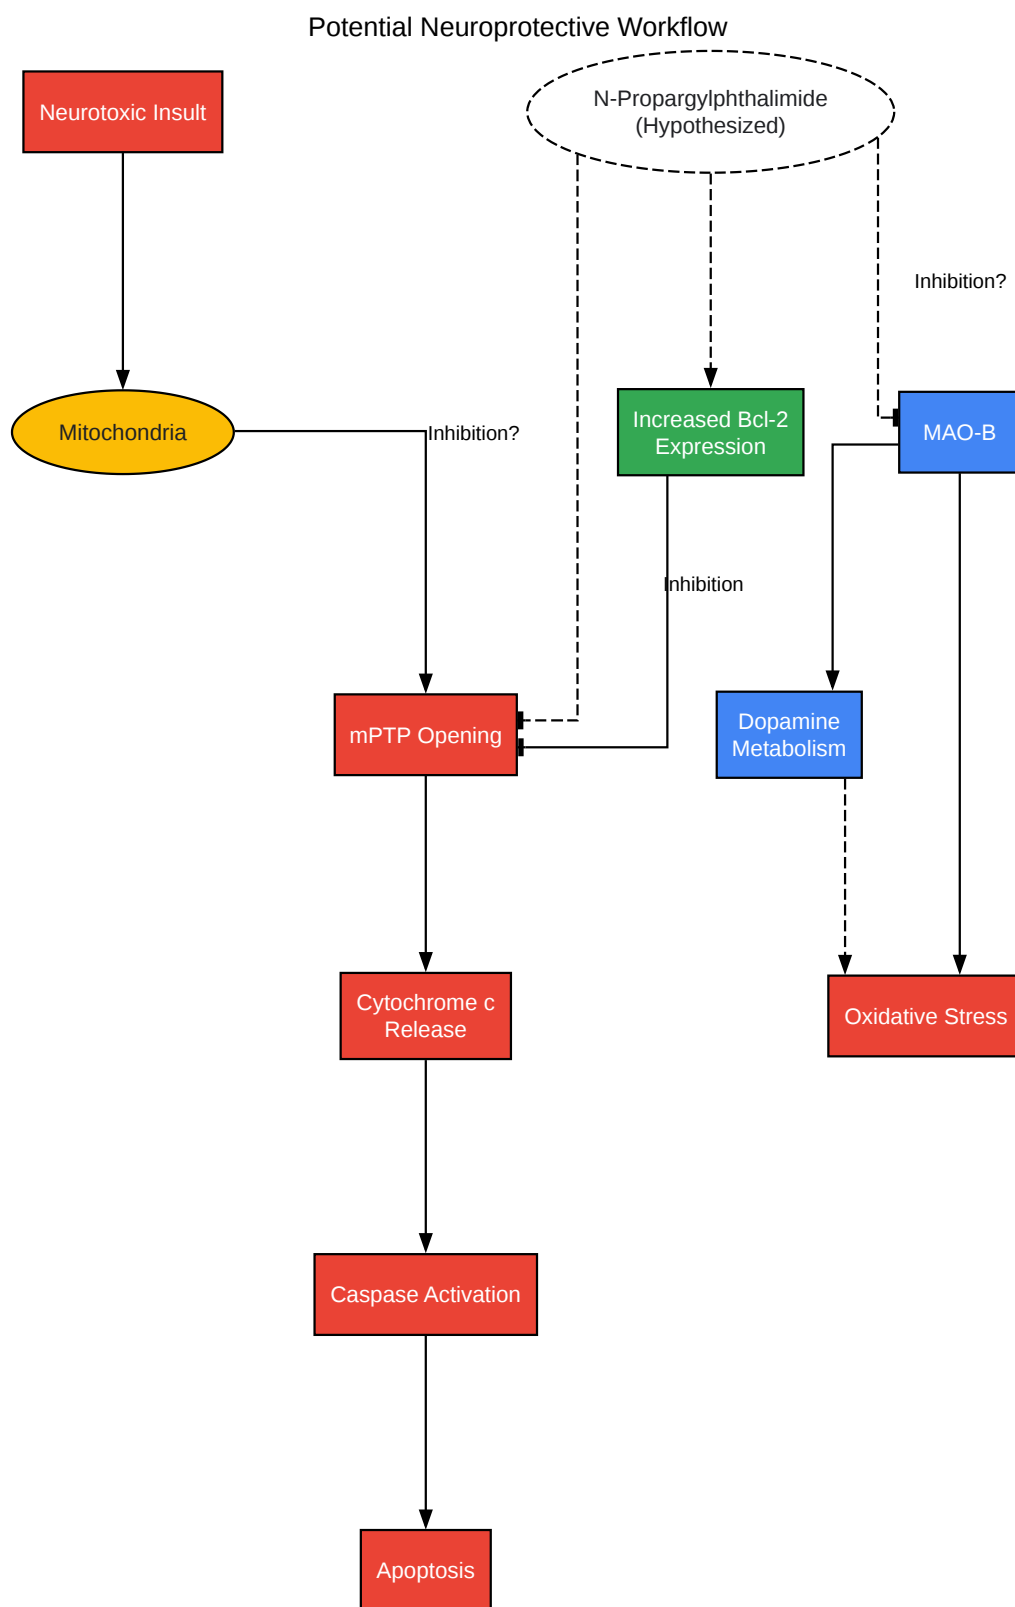 Potential Neuroprotective Workflow
Neurotoxic Insult
N-Propargylphthalimide
(Hypothesized)
Inhibition?
Mitochondria
Inhibition?
Increased Bcl-2
Expression
MAO-B
Inhibition
mPTP Opening
Dopamine
Metabolism
Cytochrome c
Release
Oxidative Stress
Caspase Activation
Apoptosis